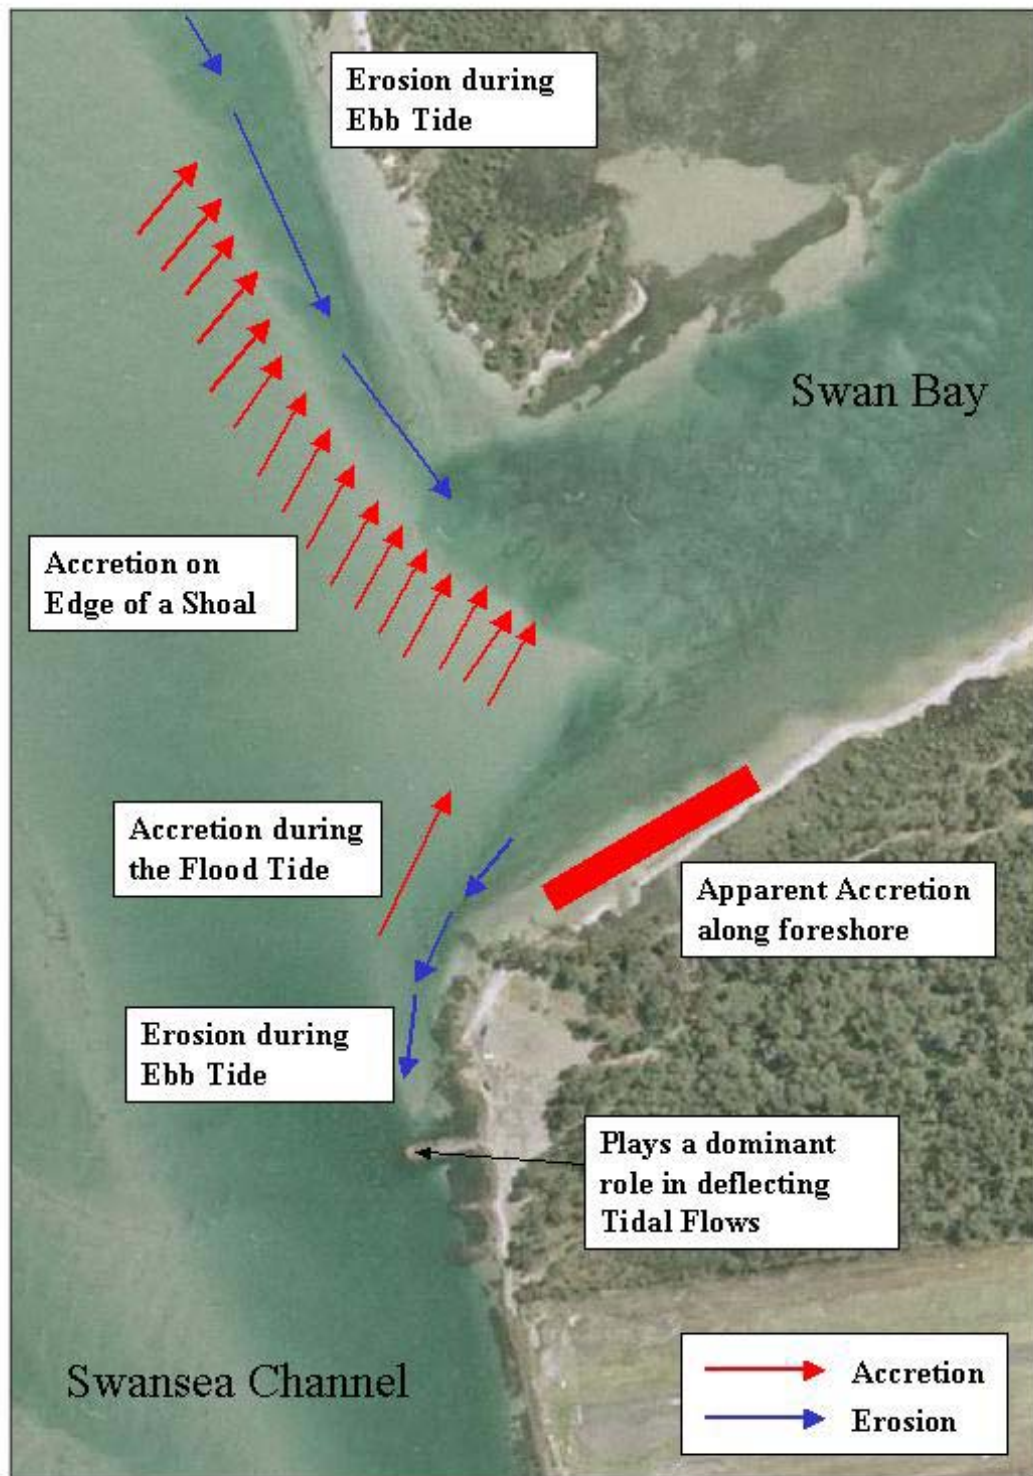 Erosion during
Ebb Tide
Swan Bay
Accretion on
Edge of a Shoal
Accretion during
the Flood Tide
Apparent Accretion
along foreshore
Erosion during
Ebb Tide
Plays a dominant
role in deflecting
Tidal Flows
Swansea Channel
Accretion
Erosion